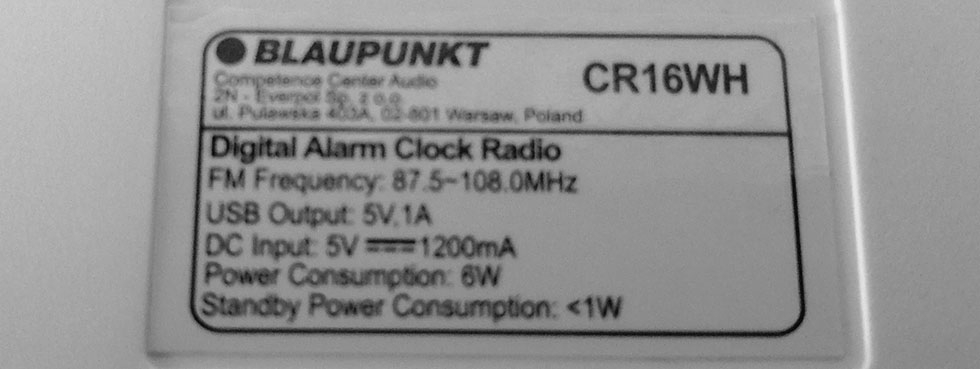 BLAUPUNKT
Competence Center Audio
2N - Everpol Sp. z o.o.
ul. Puławska 403A, 02-801 Warsaw, Poland
CR16WH
Digital Alarm Clock Radio
FM Frequency: 87.5~108.0MHz
USB Output: 5V,1A
DC Input: 5V ⎓ 1200mA
Power Consumption: 6W
Standby Power Consumption: <1W